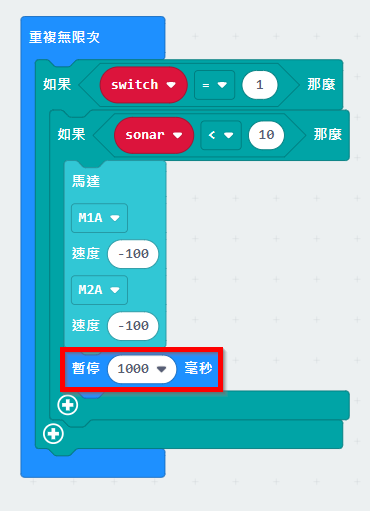 重複無限次
如果 switch = 1 那麼
如果 sonar < 10 那麼
馬達
M1A
速度 -100
M2A
速度 -100
暫停 1000 毫秒